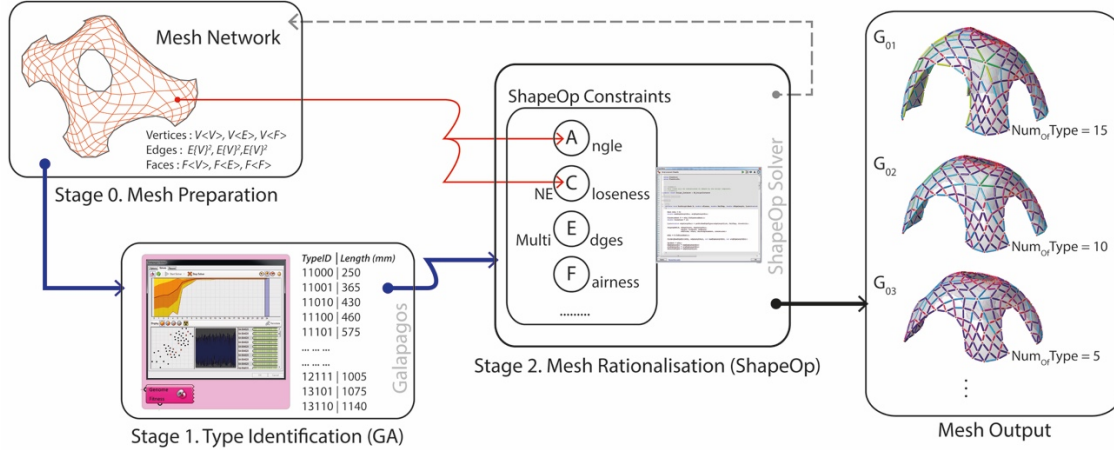 Mesh Network
Vertices : V<V>, V<E>, V<F>
Edges : E(V)², E(V)²,E(V)²
Faces : F<V>, F<E>, F<F>
Stage 0. Mesh Preparation
TypeID | Length (mm)
11000 | 250
11001 | 365
11010 | 430
11100 | 460
11101 | 575
... ... ...
12111 | 1005
13101 | 1075
13110 | 1140
Galapagos
Genome
Fitness
Stage 1. Type Identification (GA)
ShapeOp Constraints
A ngle
NE C loseness
Multi E dges
F airness
.........
ShapeOp Solver
Stage 2. Mesh Rationalisation (ShapeOp)
G01
NumOfType = 15
G02
NumOfType = 10
G03
NumOfType = 5
Mesh Output